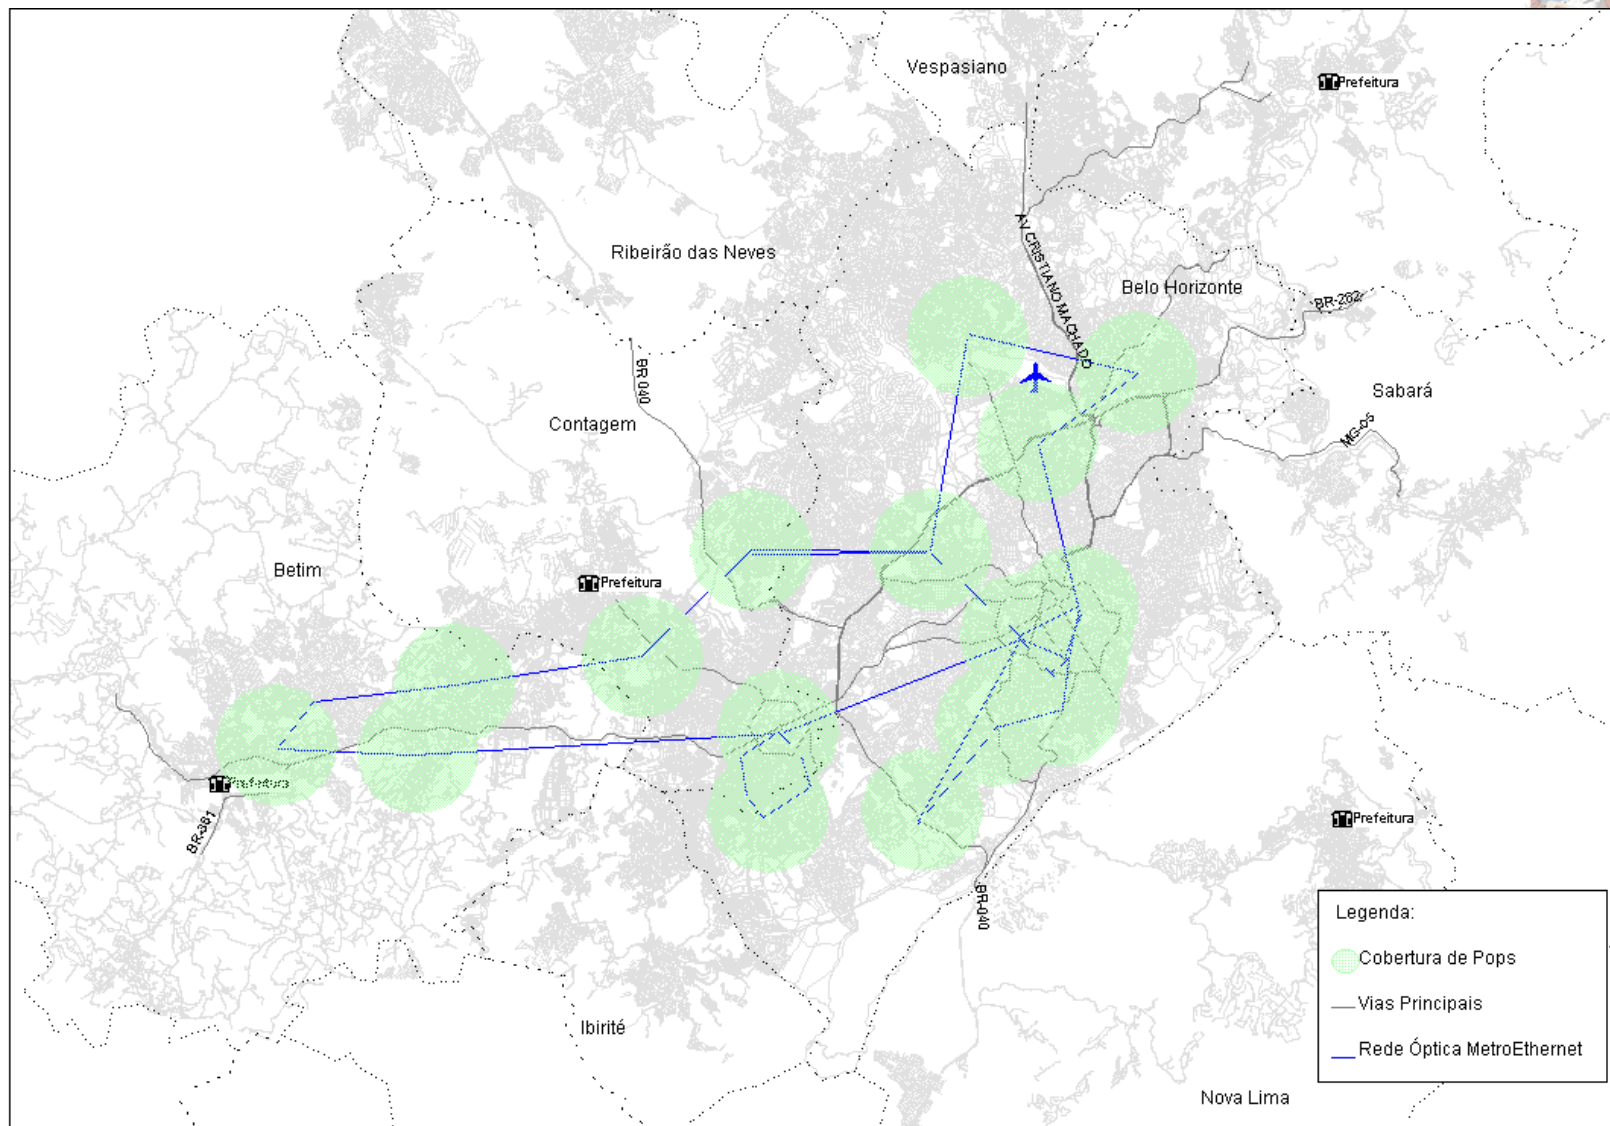 Vespasiano
Prefeitura
AV CRISTIANO MACHADO
Ribeirão das Neves
Belo Horizonte
BR-262
BR 040
Sabará
Contagem
MG-05
Betim
Prefeitura
Prefeitura
BR-381
Prefeitura
BR-040
Legenda:
Cobertura de Pops
Vias Principais
Rede Óptica MetroEthernet
Ibirité
Nova Lima